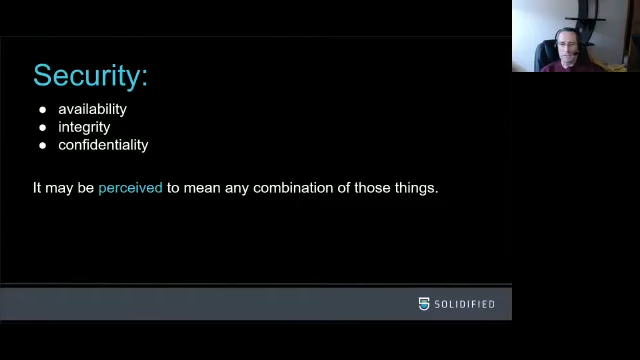 Security:
● availability
● integrity
● confidentiality
It may be perceived to mean any combination of those things.
SOLIDIFIED